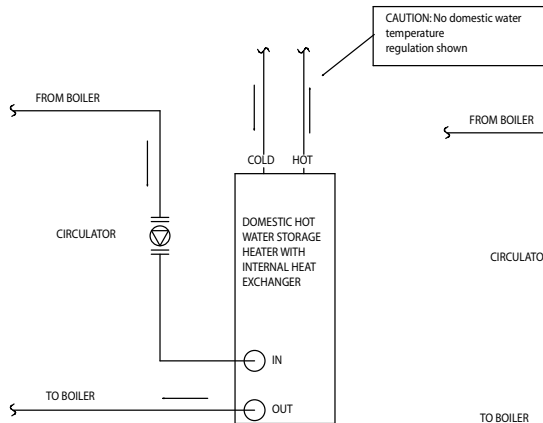 CAUTION: No domestic water
temperature
regulation shown
FROM BOILER
FROM BOILER
COLD HOT
CIRCULATOR
DOMESTIC HOT
WATER STORAGE
HEATER WITH
INTERNAL HEAT
EXCHANGER
CIRCULATO
IN
TO BOILER
OUT
TO BOILER